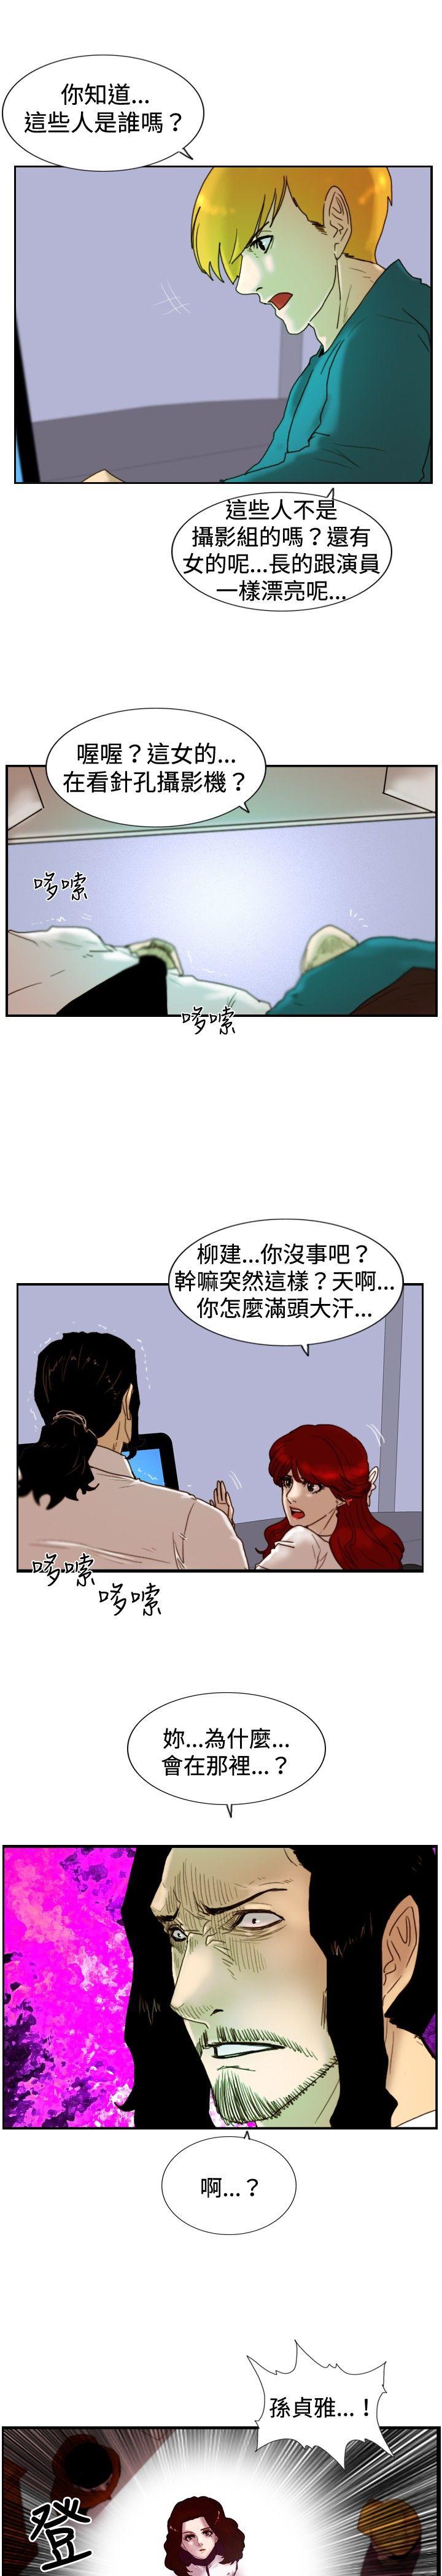 你知道...
這些人是誰嗎？
這些人不是
攝影組的嗎？還有
女的呢...長的跟演員
一樣漂亮呢...
喔喔？這女的...
在看針孔攝影機？
哆嗦
哆嗦
柳建...你沒事吧？
幹嘛突然這樣？天啊...
你怎麼滿頭大汗...
哆嗦
哆嗦
妳...為什麼...
會在那裡...？
啊...？
孫貞雅...！
登